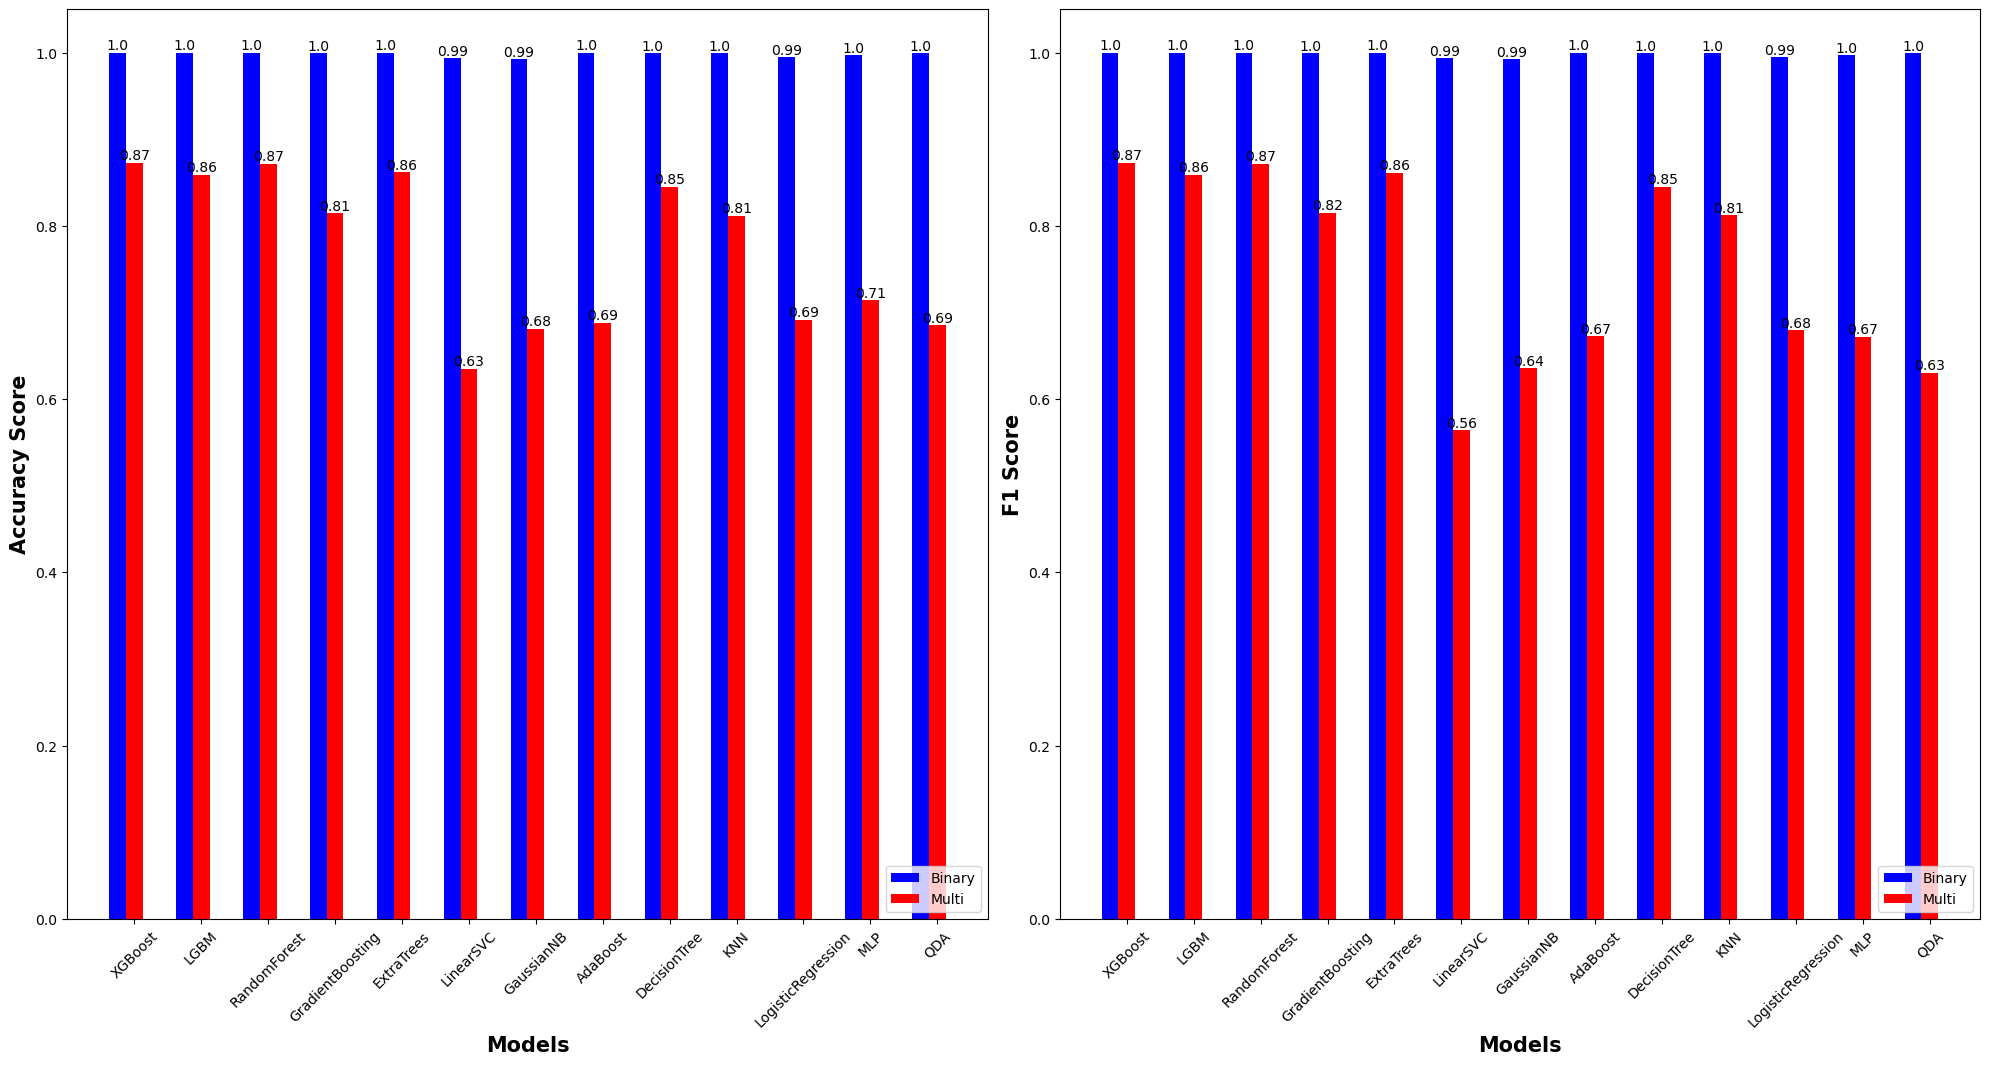 1.0 1.0 1.0 1.0 1.0 0.99 0.99 1.0 1.0 1.0 0.99 1.0 1.0
0.87 0.86 0.87 0.81 0.86 0.63 0.68 0.69 0.85 0.81 0.69 0.71 0.69
1.0
0.8
0.6
0.4
0.2
0.0
Accuracy Score
Binary
Multi
XGBoost
LGBM
RandomForest
GradientBoosting
ExtraTrees
LinearSVC
GaussianNB
AdaBoost
DecisionTree
KNN
LogisticRegression
MLP
QDA
Models
1.0 1.0 1.0 1.0 1.0 0.99 0.99 1.0 1.0 1.0 0.99 1.0 1.0
0.87 0.86 0.87 0.82 0.86 0.56 0.64 0.67 0.85 0.81 0.68 0.67 0.63
1.0
0.8
0.6
0.4
0.2
0.0
F1 Score
Binary
Multi
XGBoost
LGBM
RandomForest
GradientBoosting
ExtraTrees
LinearSVC
GaussianNB
AdaBoost
DecisionTree
KNN
LogisticRegression
MLP
QDA
Models